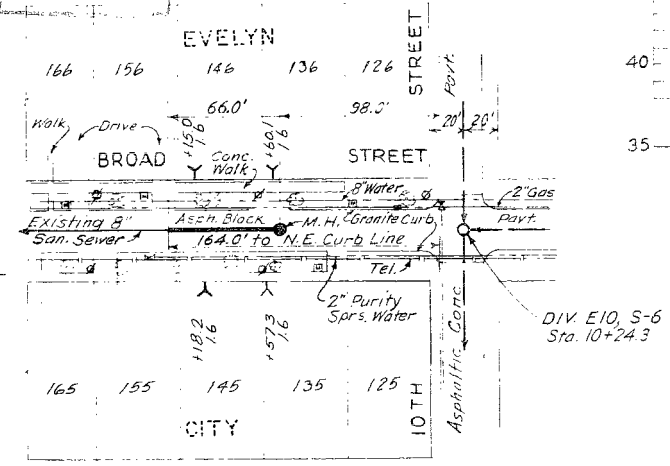 EVELYN
166 156 146 136 126
STREET
Pavt.
40
66.0' 98.0'
20' 20'
35
Walk Drive
+15.0
1.6
+60.1
1.6
BROAD STREET
Conc.
Walk
8" Water
2" Gas
Existing 8"
San. Sewer
Asph. Block
M.H.
Granite Curb
Pavt.
164.0' to N.E. Curb Line
Tel.
2" Purity
Sprs. Water
+18.2
1.6
+57.3
1.6
DIV. E10, S-6
Sta. 10+24.3
Asphaltic Conc.
165 155 145 135 125
10TH
CITY